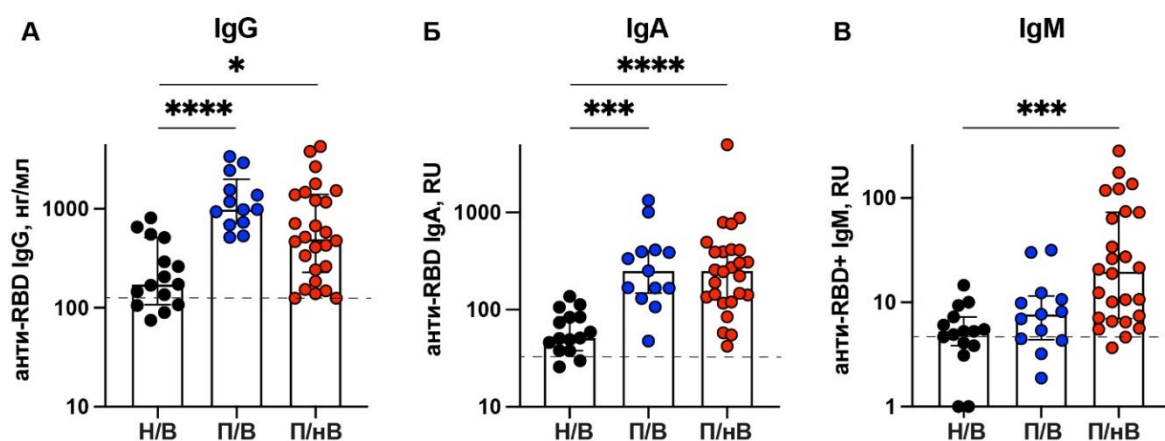 А
IgG
*
****
анти-RBD IgG, нг/мл
1000
100
10
Н/В
П/В
П/нВ
Б
IgA
****
***
анти-RBD IgA, RU
1000
100
10
Н/В
П/В
П/нВ
В
IgM
***
анти-RBD+ IgM, RU
100
10
1
Н/В
П/В
П/нВ